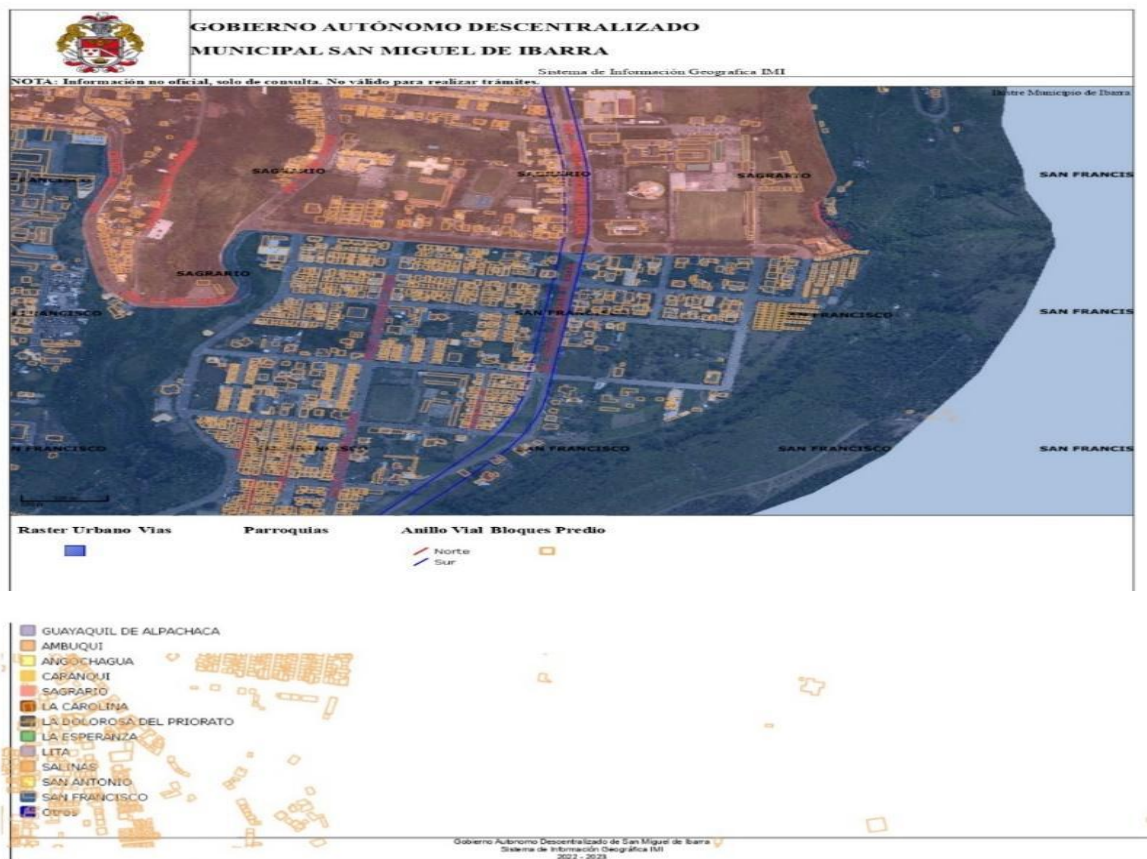 GOBIERNO AUTÓNOMO DESCENTRALIZADO
MUNICIPAL SAN MIGUEL DE IBARRA
Sistema de Información Geografica IMI
NOTA: Información no oficial, solo de consulta. No válido para realizar trámites.
Ilustre Municipio de Ibarra
SAGRARIO
SAGRARIO
SAGRARIO
SAN FRANCIS
SAGRARIO
SAN FRANCISCO
FRANCISCO
SAN FRANCIS
N FRANCISCO
SAN FRANCISCO
SAN FRANCISCO
SAN FRANCIS
Raster Urbano Vias Parroquias Anillo Vial Bloques Predio
Norte
Sur
GUAYAQUIL DE ALPACHACA
AMBUQUI
ANGOCHAGUA
CARANQUI
SAGRARIO
LA CAROLINA
LA DOLOROSA DEL PRIORATO
LA ESPERANZA
LITA
SALINAS
SAN ANTONIO
SAN FRANCISCO
Otros
Gobierno Autonomo Descentralizado de San Miguel de Ibarra
Sistema de Información Geográfica IMI
2022 - 2023